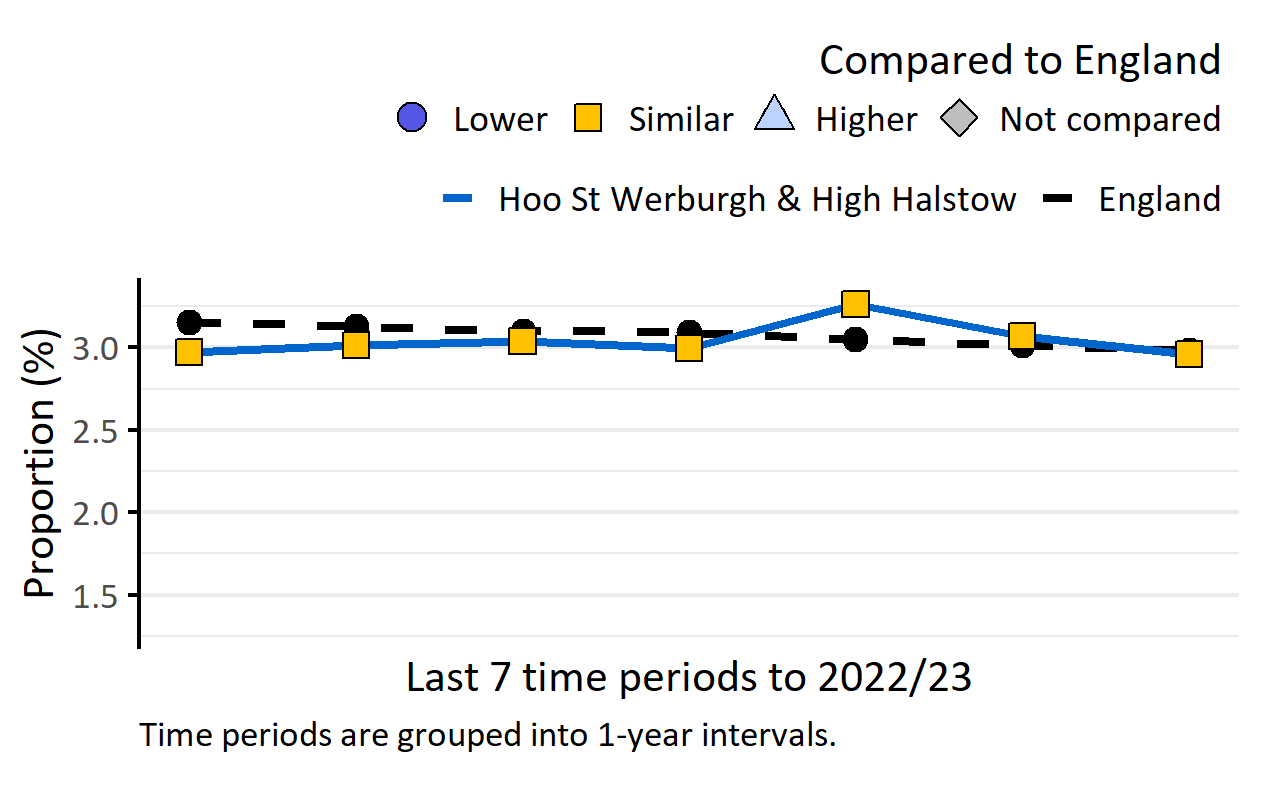 Compared to England
Lower Similar Higher Not compared
Hoo St Werburgh & High Halstow England
Proportion (%)
3.0
2.5
2.0
1.5
Last 7 time periods to 2022/23
Time periods are grouped into 1-year intervals.